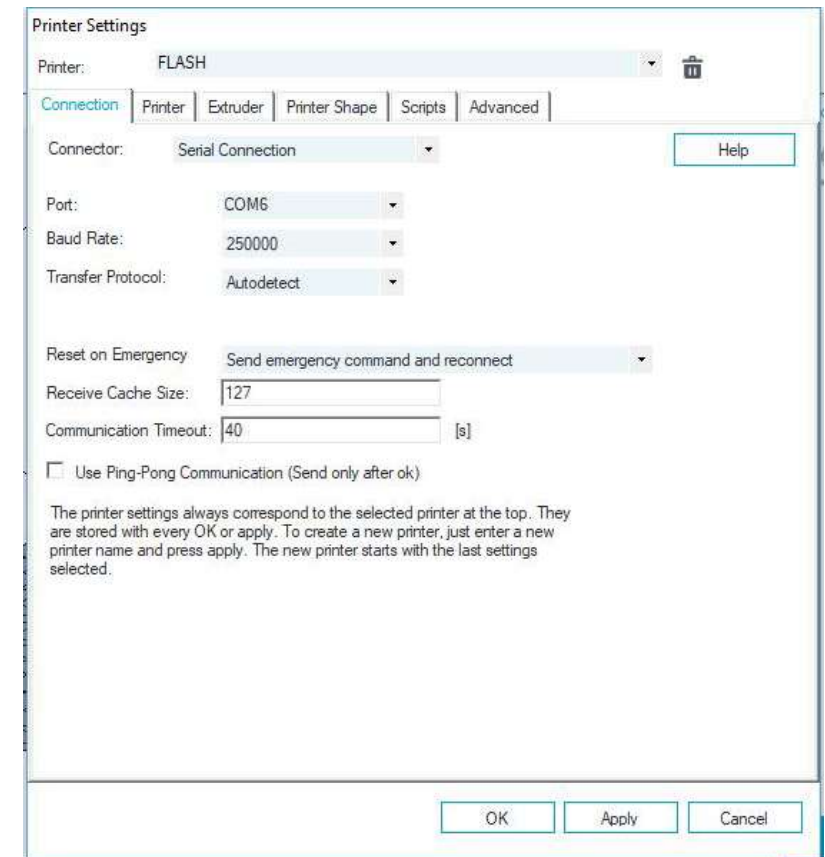 Printer Settings
Printer: FLASH
Connection Printer Extruder Printer Shape Scripts Advanced
Connector: Serial Connection Help
Port: COM6
Baud Rate: 250000
Transfer Protocol: Autodetect
Reset on Emergency Send emergency command and reconnect
Receive Cache Size: 127
Communication Timeout: 40 [s]
Use Ping-Pong Communication (Send only after ok)
The printer settings always correspond to the selected printer at the top. They
are stored with every OK or apply. To create a new printer, just enter a new
printer name and press apply. The new printer starts with the last settings
selected.
OK Apply Cancel